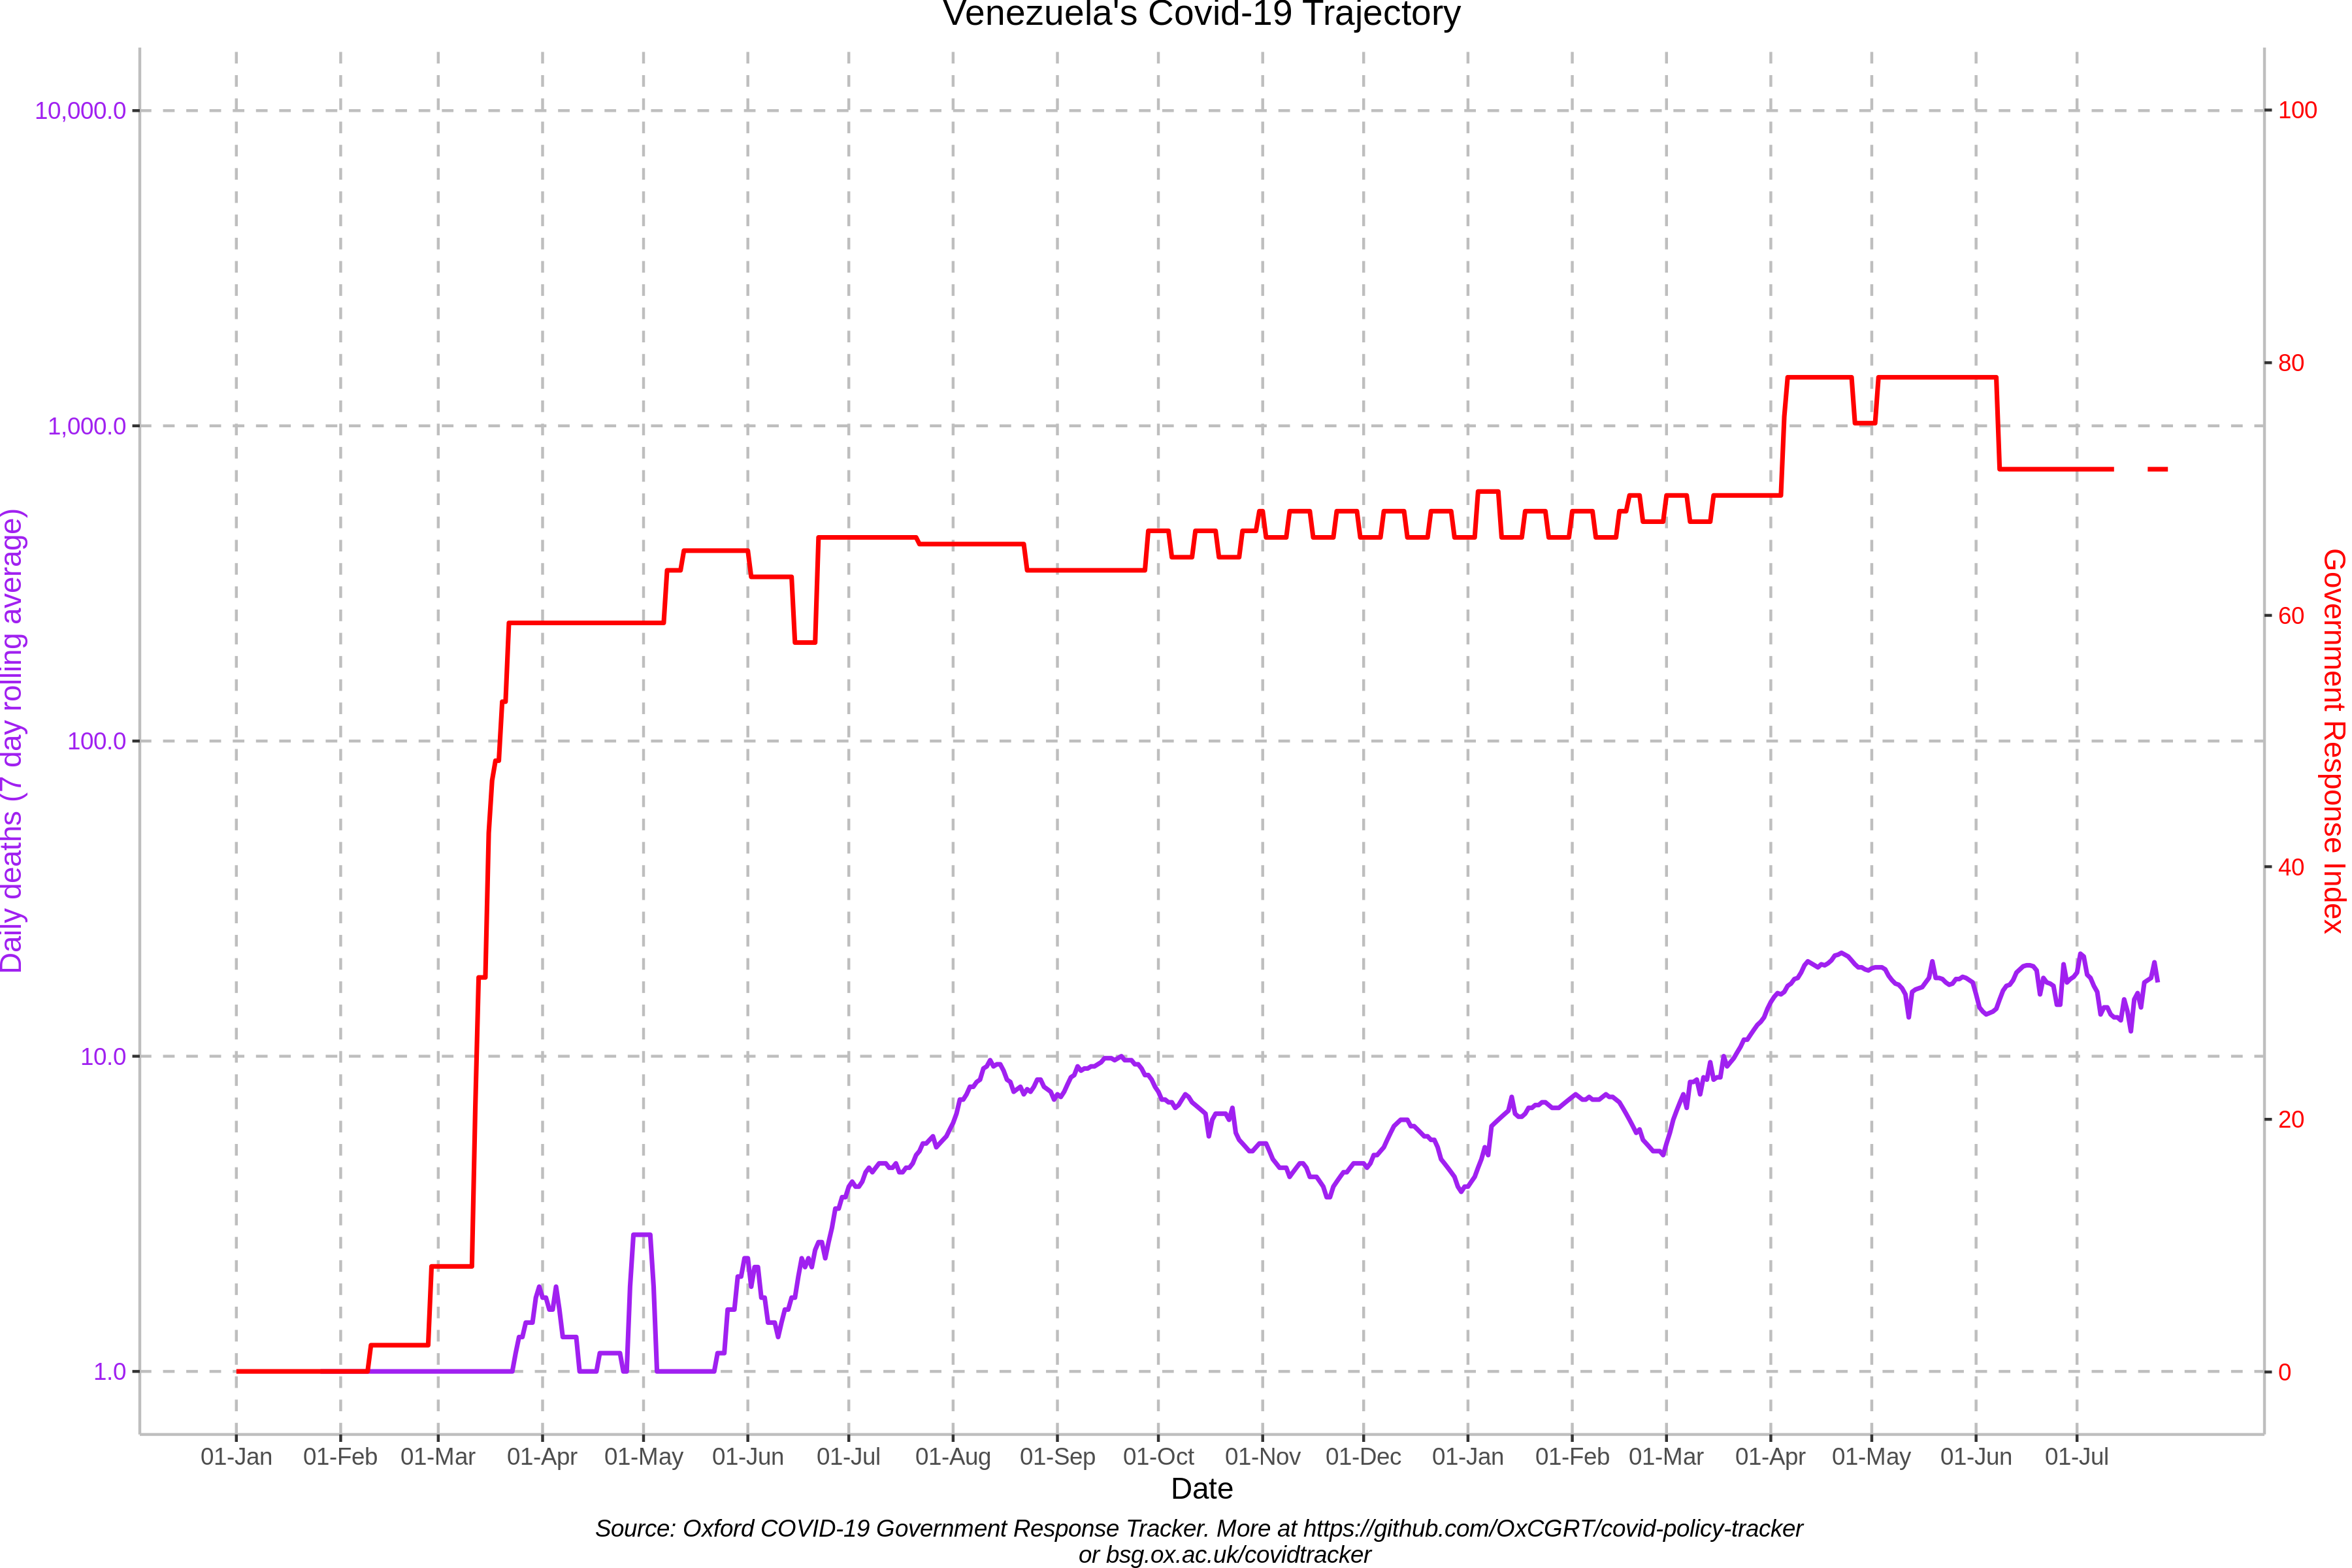 Venezuela's Covid-19 Trajectory
10,000.0
1,000.0
100.0
10.0
1.0
Daily deaths (7 day rolling average)
100
80
60
40
20
0
Government Response Index
01-Jan 01-Feb 01-Mar 01-Apr 01-May 01-Jun 01-Jul 01-Aug 01-Sep 01-Oct 01-Nov 01-Dec 01-Jan 01-Feb 01-Mar 01-Apr 01-May 01-Jun 01-Jul
Date
Source: Oxford COVID-19 Government Response Tracker. More at https://github.com/OxCGRT/covid-policy-tracker
or bsg.ox.ac.uk/covidtracker